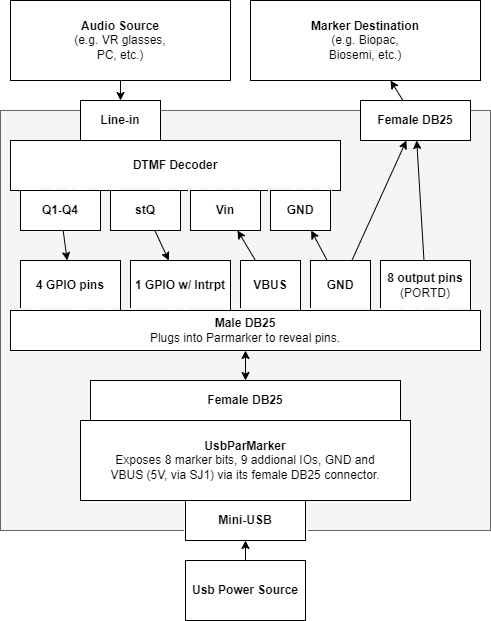 Audio Source
(e.g. VR glasses,
PC, etc.)
Marker Destination
(e.g. Biopac,
Biosemi, etc.)
Line-in
Female DB25
DTMF Decoder
Q1-Q4
stQ
Vin
GND
4 GPIO pins
1 GPIO w/ Intrpt
VBUS
GND
8 output pins
(PORTD)
Male DB25
Plugs into Parmarker to reveal pins.
Female DB25
UsbParMarker
Exposes 8 marker bits, 9 addional IOs, GND and
VBUS (5V, via SJ1) via its female DB25 connector.
Mini-USB
Usb Power Source